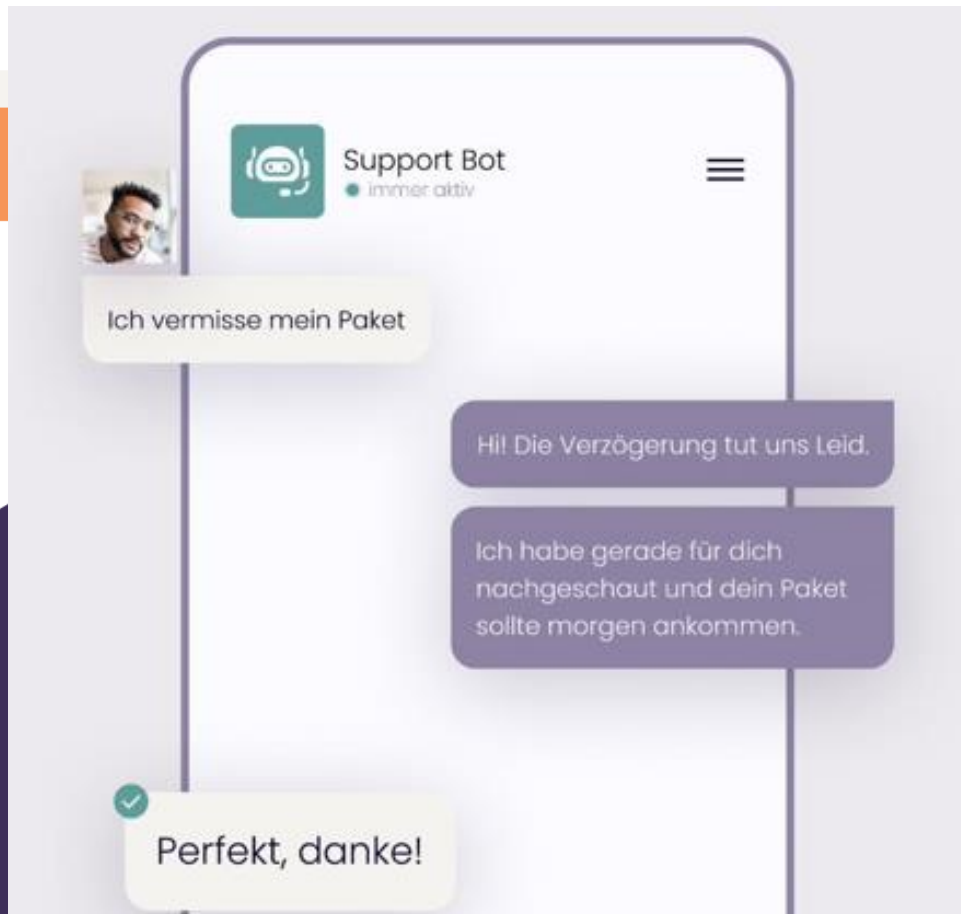 Support Bot
immer aktiv
Ich vermisse mein Paket
Hi! Die Verzögerung tut uns Leid.
Ich habe gerade für dich
nachgeschaut und dein Paket
sollte morgen ankommen.
Perfekt, danke!